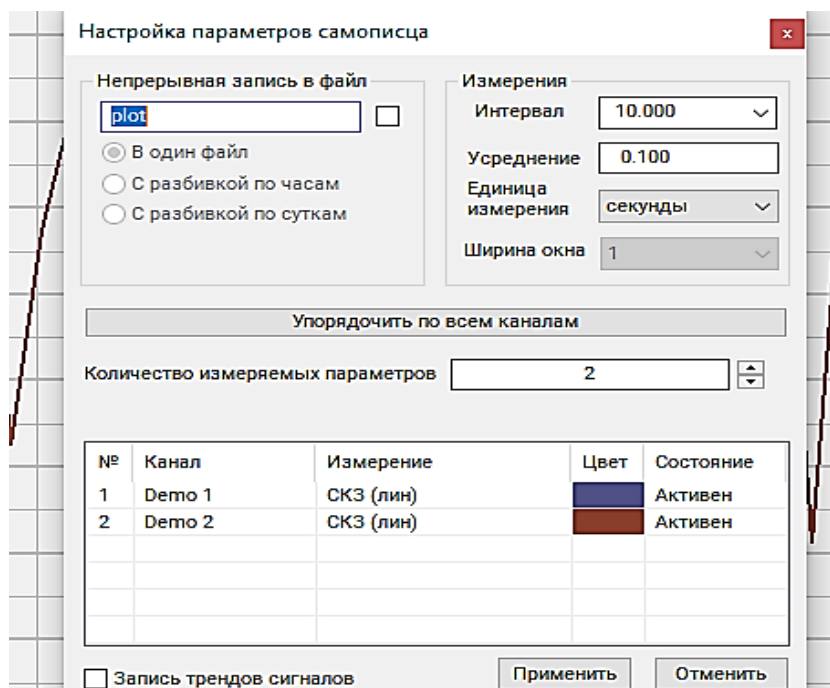 Настройка параметров самописца
x
Непрерывная запись в файл
plot
В один файл
С разбивкой по часам
С разбивкой по суткам
Измерения
Интервал 10.000
Усреднение 0.100
Единица
измерения секунды
Ширина окна 1
Упорядочить по всем каналам
Количество измеряемых параметров 2
№ Канал Измерение Цвет Состояние
1 Demo 1 СКЗ (лин) Активен
2 Demo 2 СКЗ (лин) Активен
Запись трендов сигналов Применить Отменить